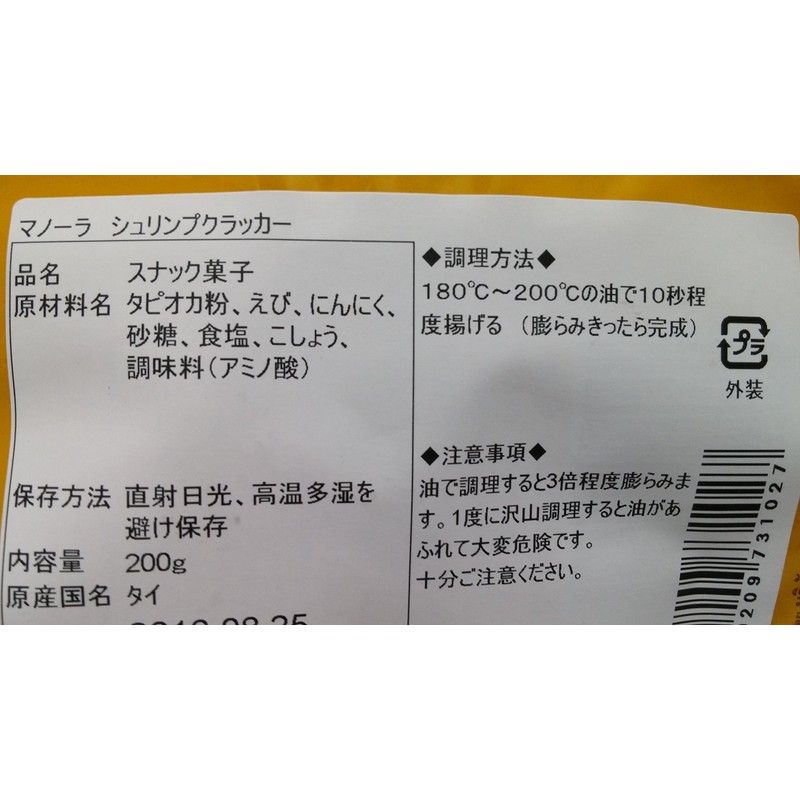 マノーラ シュリンプクラッカー
品名 スナック菓子
原材料名 タピオカ粉、えび、にんにく、
砂糖、食塩、こしょう、
調味料(アミノ酸)
保存方法 直射日光、高温多湿を
避け保存
内容量 200g
原産国名 タイ
◆調理方法◆
180℃～200℃の油で10秒程
度揚げる (膨らみきったら完成)
プラ
外装
◆注意事項◆
油で調理すると3倍程度膨らみま
す。1度に沢山調理すると油があ
ふれて大変危険です。
十分ご注意ください。
209731027